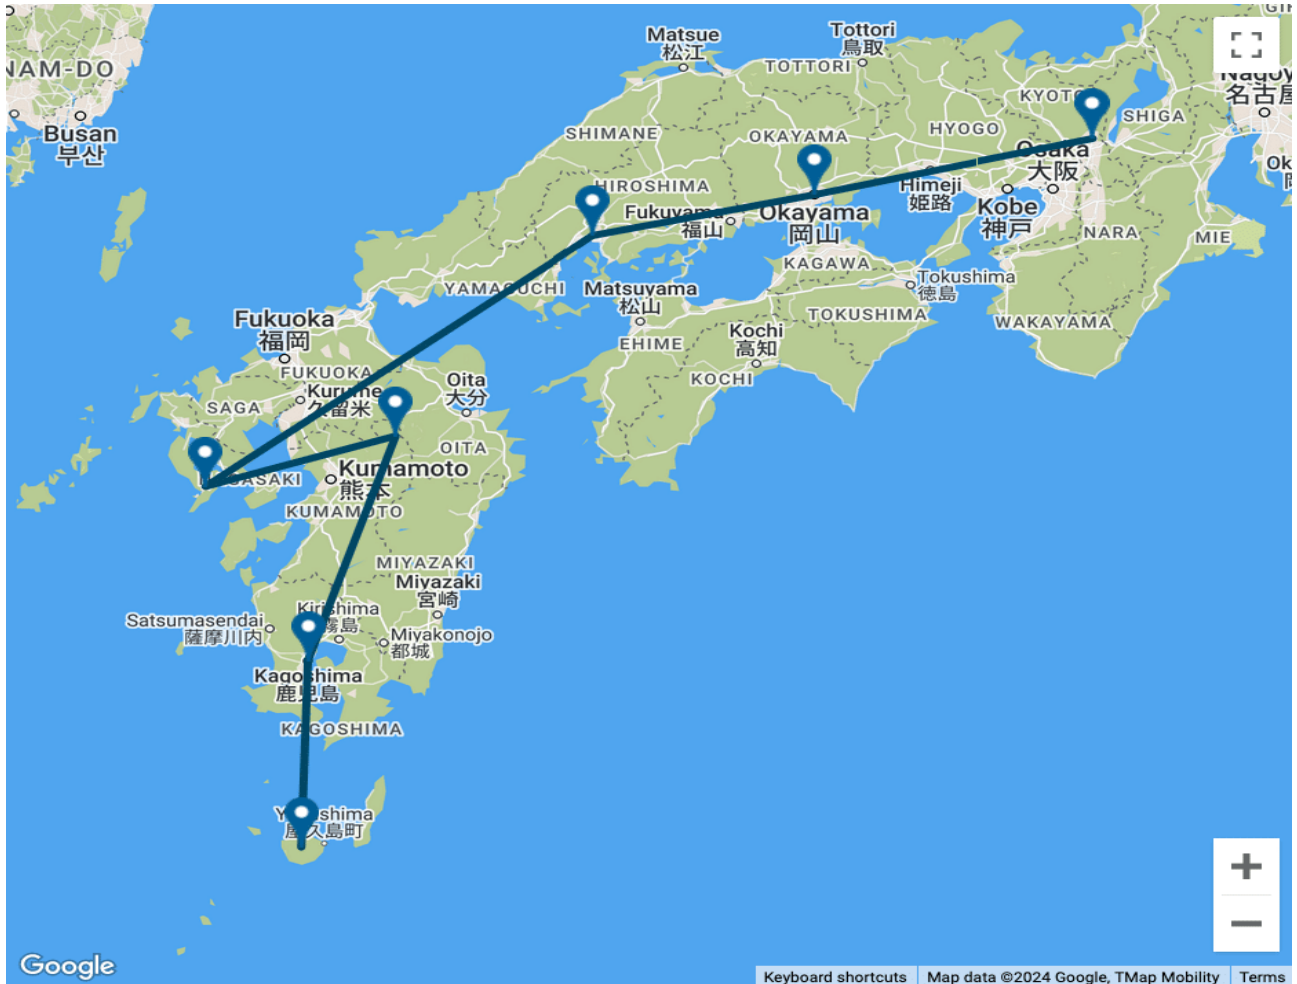 GIF
Matsue
松江
Tottori
鳥取
TOTTORI
NAM-DO
Nagoy
名古屋
KYOTO
SHIGA
Busan
부산
SHIMANE
OKAYAMA
HYOGO
Osaka
大阪
HIROSHIMA
Himeji
姫路
Fukuyama
福山
Okayama
岡山
Kobe
神戸
NARA
MIE
KAGAWA
Tokushima
徳島
YAMAGUCHI
Matsuyama
松山
TOKUSHIMA
WAKAYAMA
Fukuoka
福岡
Kochi
高知
EHIME
KOCHI
FUKUOKA
Kurume
久留米
Oita
大分
SAGA
OITA
NAGASAKI
Kumamoto
熊本
KUMAMOTO
MIYAZAKI
Miyazaki
宮崎
Kirishima
霧島
Satsumasendai
薩摩川内
Miyakonojo
都城
Kagoshima
鹿児島
KAGOSHIMA
Yakushima
屋久島町
Google
Keyboard shortcuts
Map data ©2024 Google, TMap Mobility
Terms